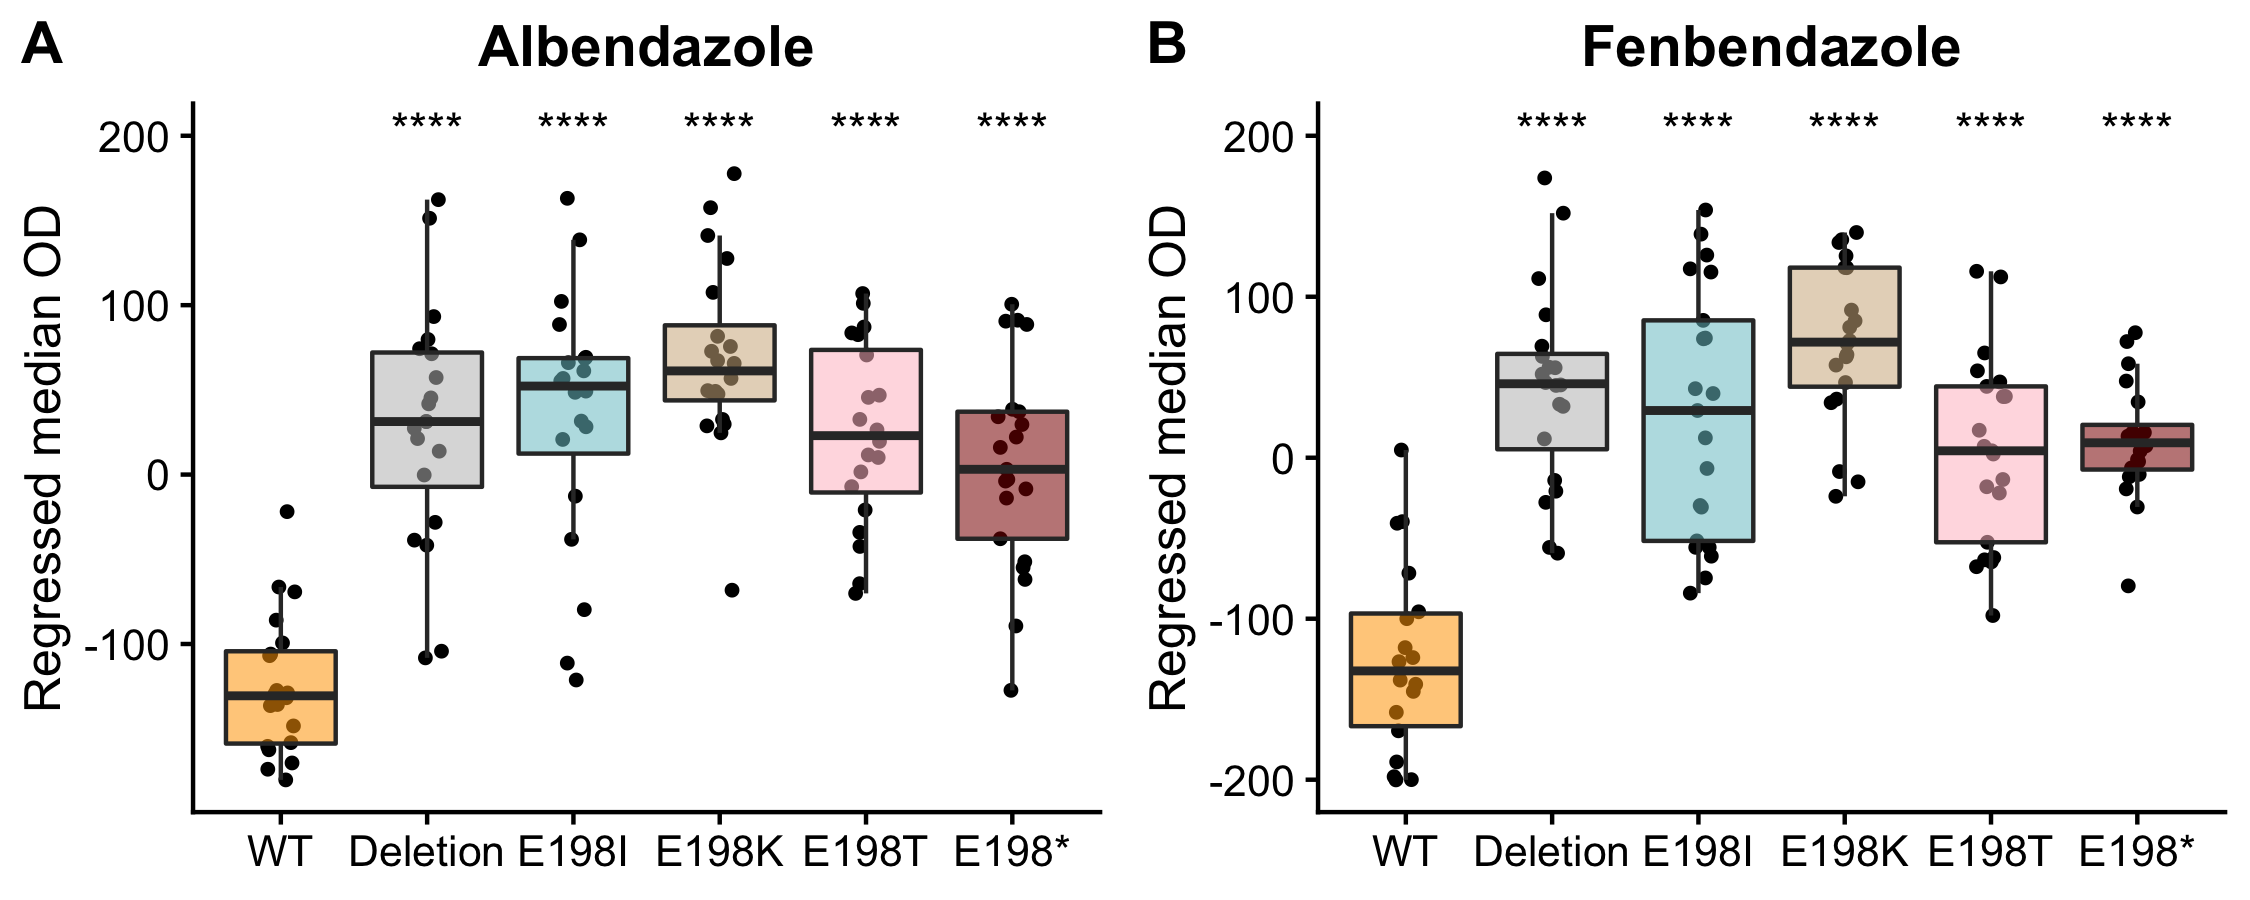 A Albendazole
**** **** **** **** ****
200
100
0
-100
Regressed median OD
WT Deletion E198I E198K E198T E198*
B Fenbendazole
**** **** **** **** ****
200
100
0
-100
-200
Regressed median OD
WT Deletion E198I E198K E198T E198*